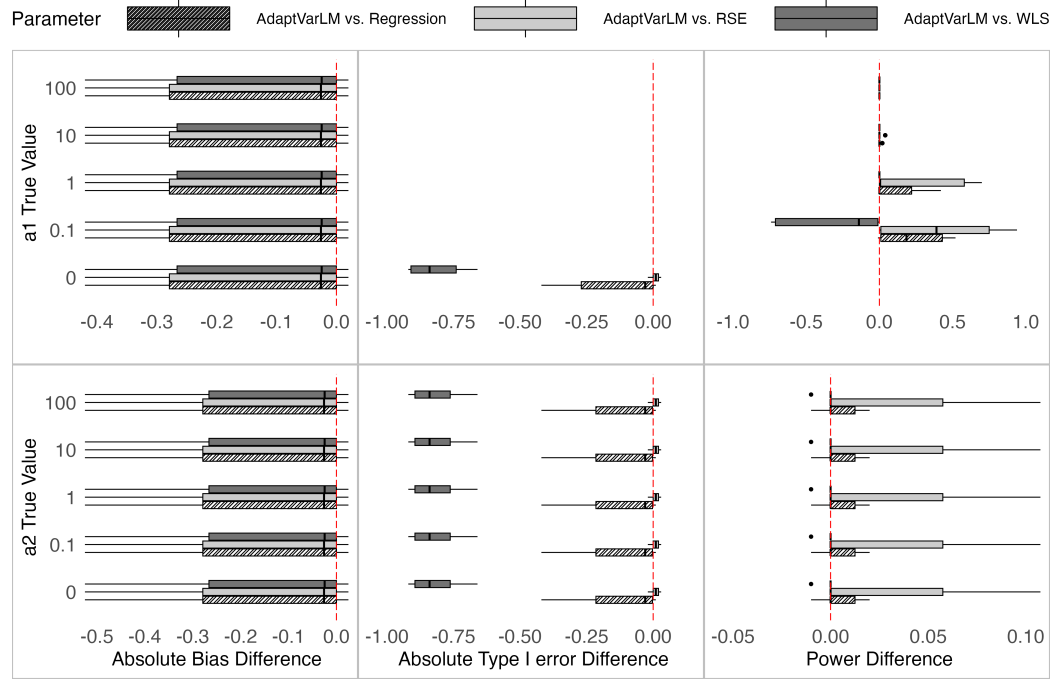 Parameter AdaptVarLM vs. Regression AdaptVarLM vs. RSE AdaptVarLM vs. WLS
a1 True Value
100
10
1
0.1
0
-0.4 -0.3 -0.2 -0.1 0.0 -1.00 -0.75 -0.50 -0.25 0.00 -1.0 -0.5 0.0 0.5 1.0
a2 True Value
100
10
1
0.1
0
-0.5 -0.4 -0.3 -0.2 -0.1 0.0 -1.00 -0.75 -0.50 -0.25 0.00 -0.05 0.00 0.05 0.10
Absolute Bias Difference Absolute Type I error Difference Power Difference